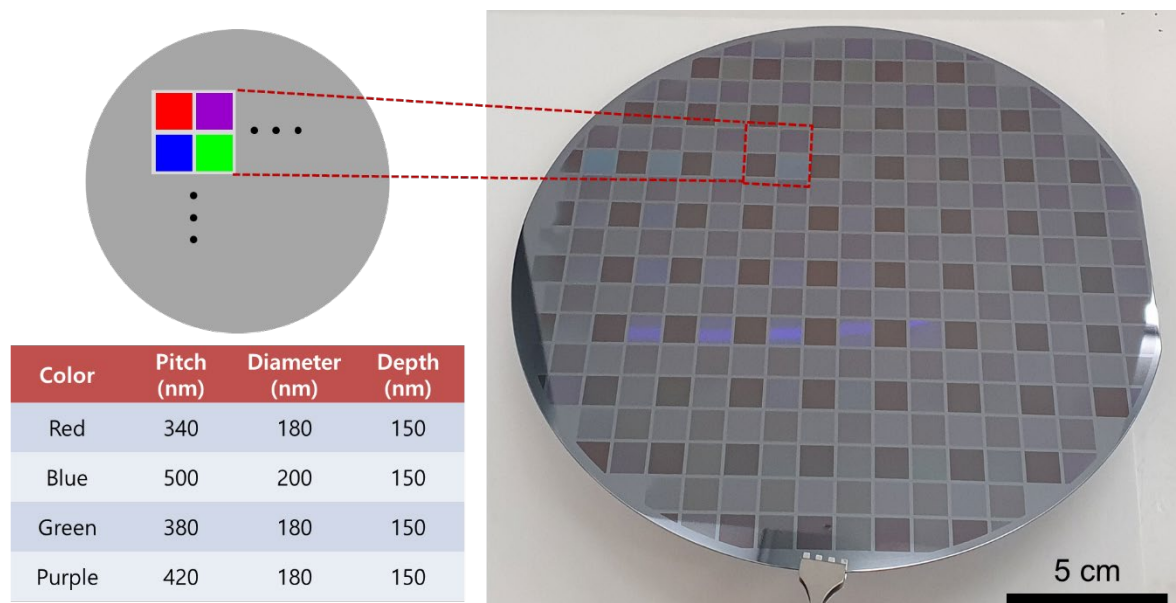 Color Pitch (nm) Diameter (nm) Depth (nm)
Red 340 180 150
Blue 500 200 150
Green 380 180 150
Purple 420 180 150
5 cm